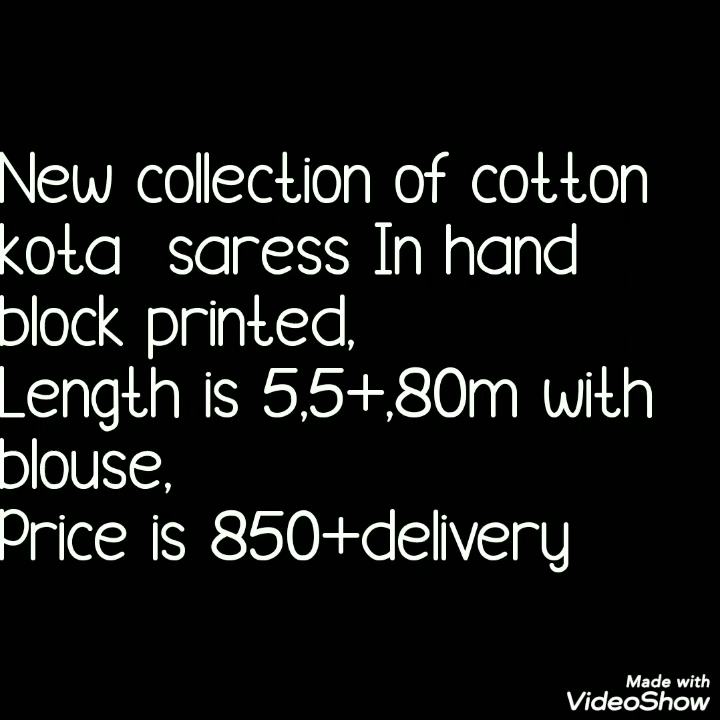 New collection of cotton
kota  saress In hand
block printed,
Length is 5,5+,80m with
blouse,
Price is 850+delivery
Made with
VideoShow